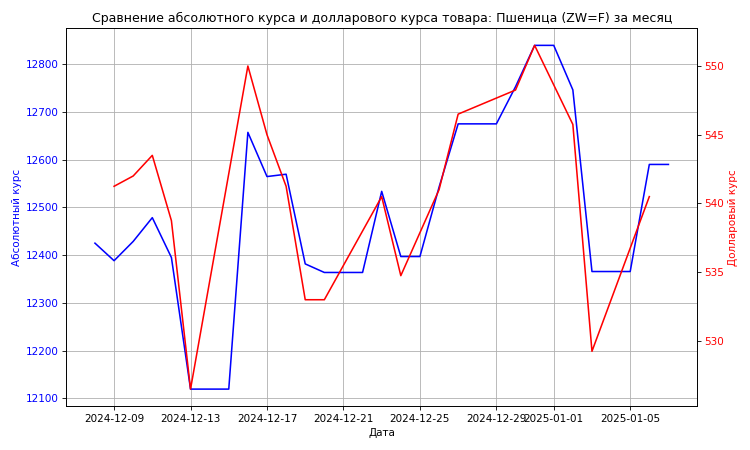 Сравнение абсолютного курса и долларового курса товара: Пшеница (ZW=F) за месяц
Абсолютный курс
12800
12700
12600
12500
12400
12300
12200
12100
550
545
540
535
530
Долларовый курс
2024-12-09 2024-12-13 2024-12-17 2024-12-21 2024-12-25 2024-12-29 2025-01-01 2025-01-05
Дата